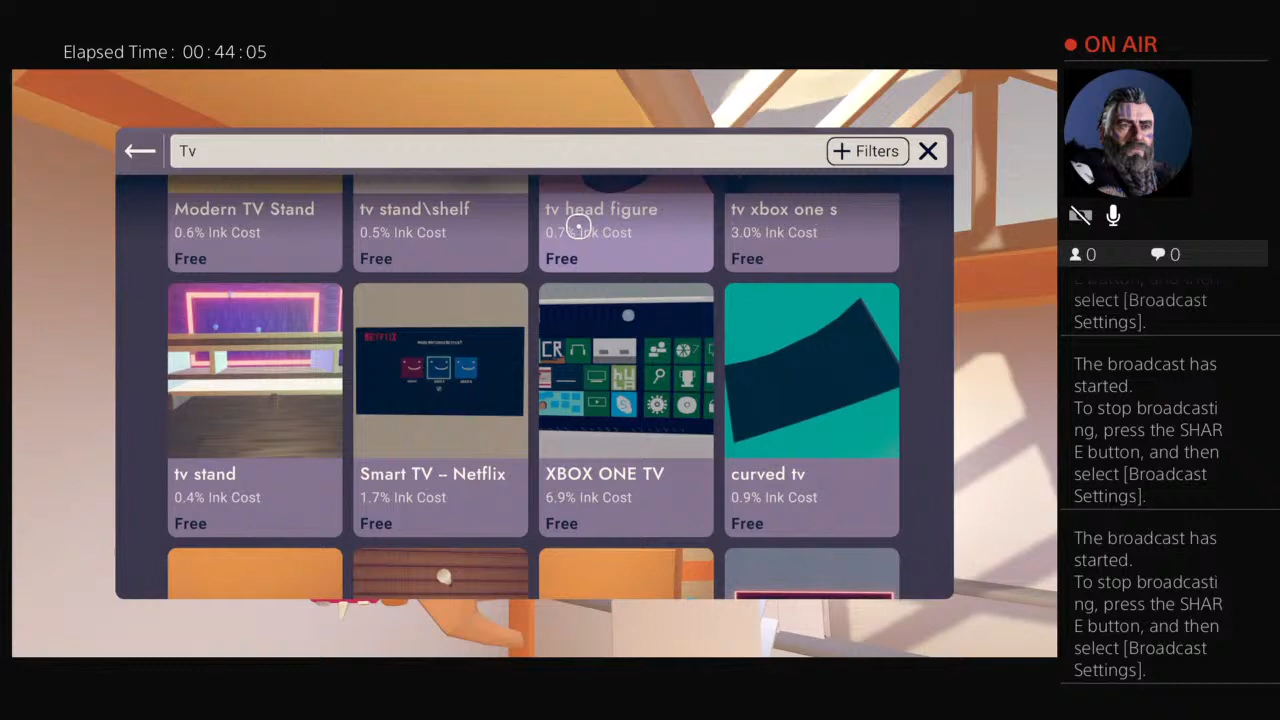 Elapsed Time: 00:44:05
ON AIR
Tv
+ Filters
Modern TV Stand
0.6% Ink Cost
Free
tv stand\shelf
0.5% Ink Cost
Free
tv head figure
0.7% Ink Cost
Free
tv xbox one s
3.0% Ink Cost
Free
NETFLIX
tv stand
0.4% Ink Cost
Free
Smart TV – Netflix
1.7% Ink Cost
Free
XBOX ONE TV
6.9% Ink Cost
Free
curved tv
0.9% Ink Cost
Free
0
0
select [Broadcast
Settings].
The broadcast has
started.
To stop broadcasti
ng, press the SHAR
E button, and then
select [Broadcast
Settings].
The broadcast has
started.
To stop broadcasti
ng, press the SHAR
E button, and then
select [Broadcast
Settings].